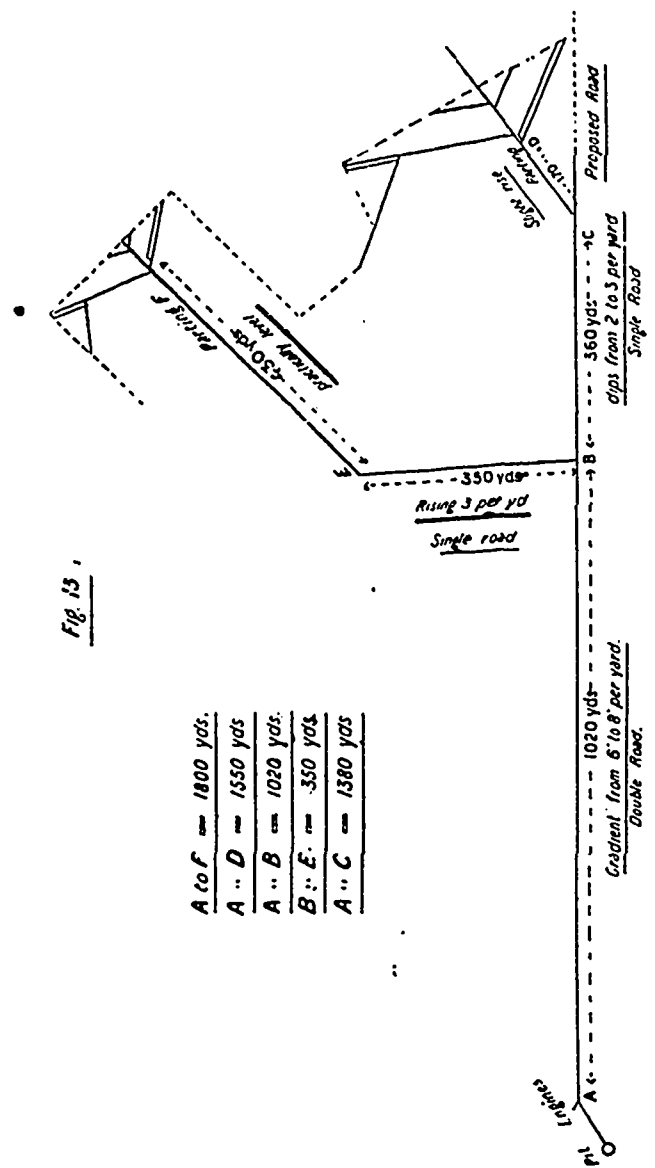 Fig. 13.
A to F = 1800 yds.
A :: D = 1550 yds
A :: B = 1020 yds.
B :: E. = 350 yds.
A :: C = 1380 yds
Pit
Engines
A
1020 yds
Gradient from 6" to 8" per yard.
Double Road.
B
350 yds
Rising 3 per yd
Single road
E
430 yds
practically level
Parting F
360 yds
dips from 2 to 3 per yard
Single Road
C
170
D
Slight rise
Parting
Proposed Road